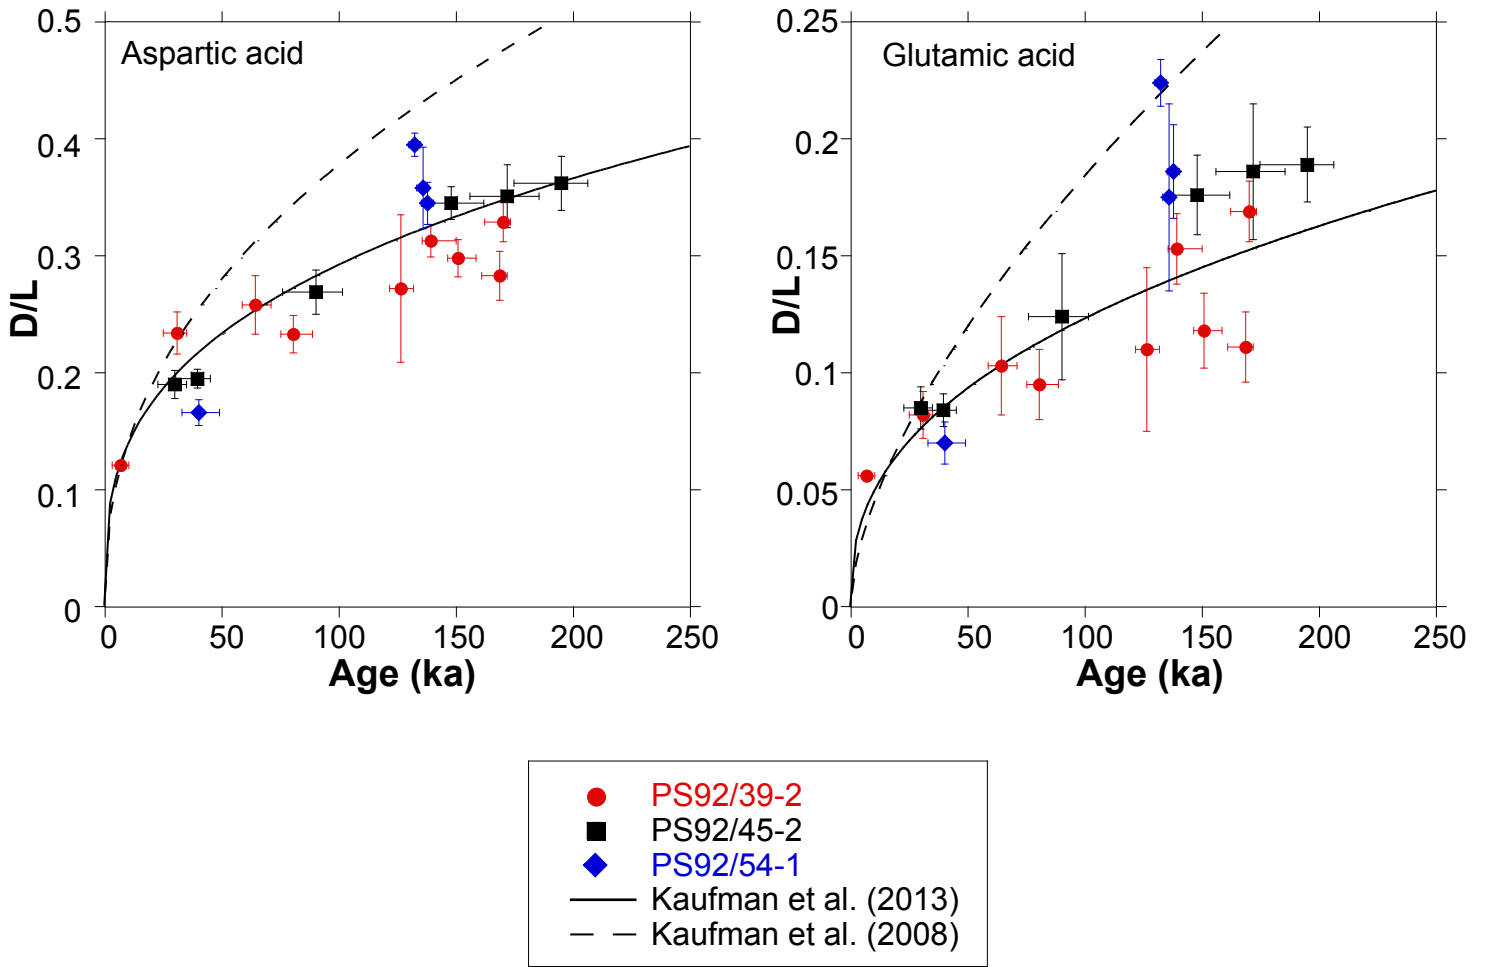 Aspartic acid
0.5
0.4
0.3
0.2
0.1
0
D/L
0 50 100 150 200 250
Age (ka)
Glutamic acid
0.25
0.2
0.15
0.1
0.05
0
D/L
0 50 100 150 200 250
Age (ka)
PS92/39-2
PS92/45-2
PS92/54-1
Kaufman et al. (2013)
Kaufman et al. (2008)